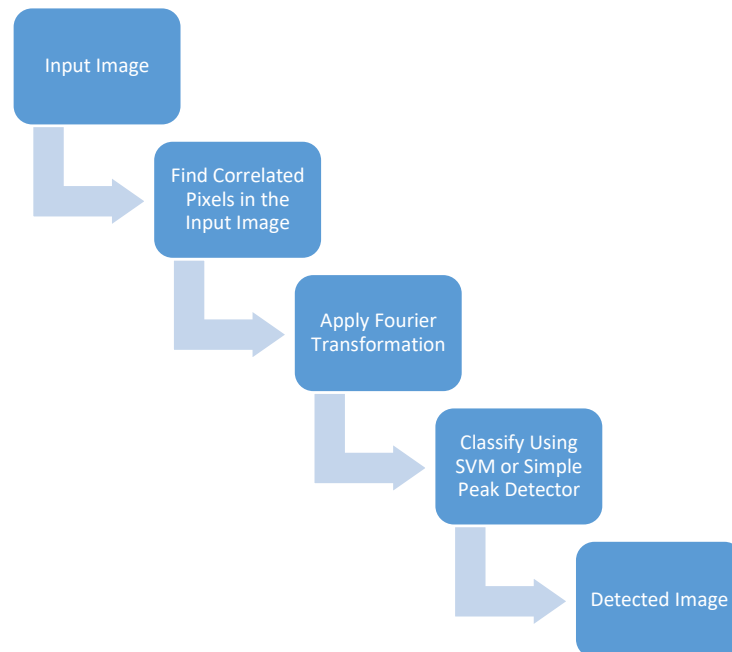 Input Image
Find Correlated
Pixels in the
Input Image
Apply Fourier
Transformation
Classify Using
SVM or Simple
Peak Detector
Detected Image